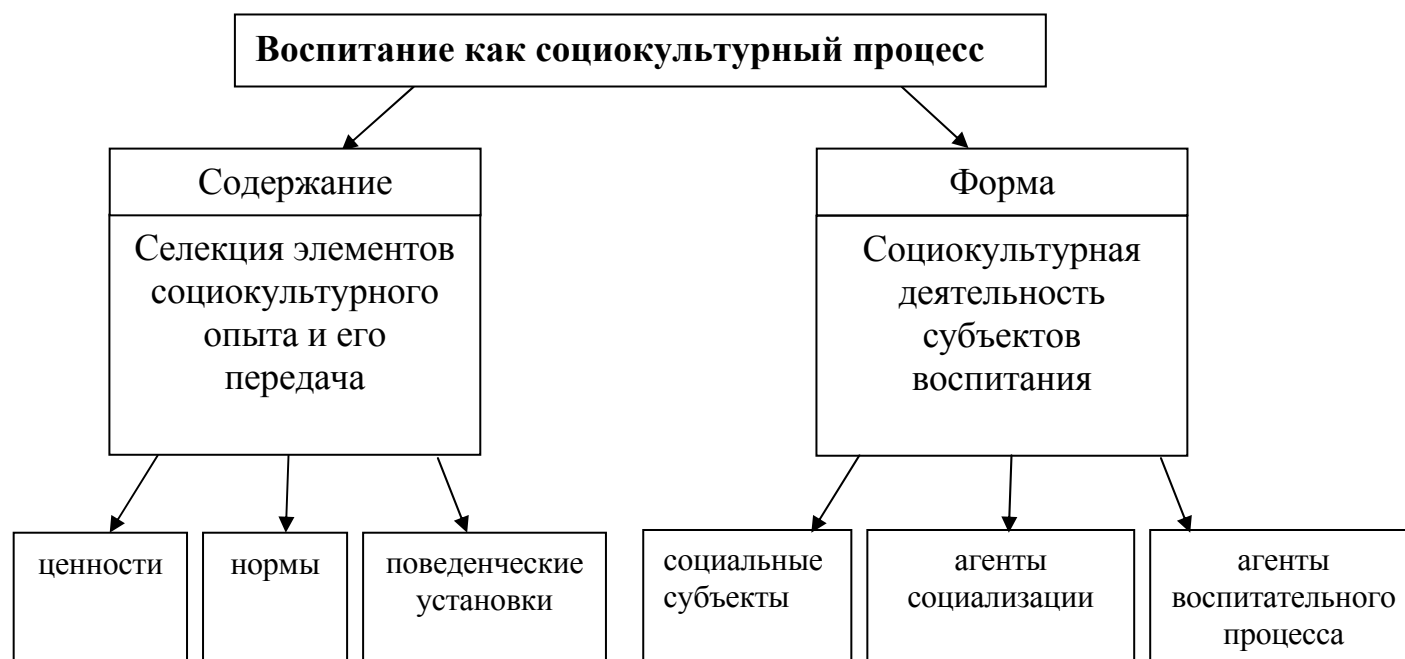 Воспитание как социокультурный процесс
Содержание
Селекция элементов
социокультурного
опыта и его
передача
Форма
Социокультурная
деятельность
субъектов
воспитания
ценности
нормы
поведенческие
установки
социальные
субъекты
агенты
социализации
агенты
воспитательного
процесса